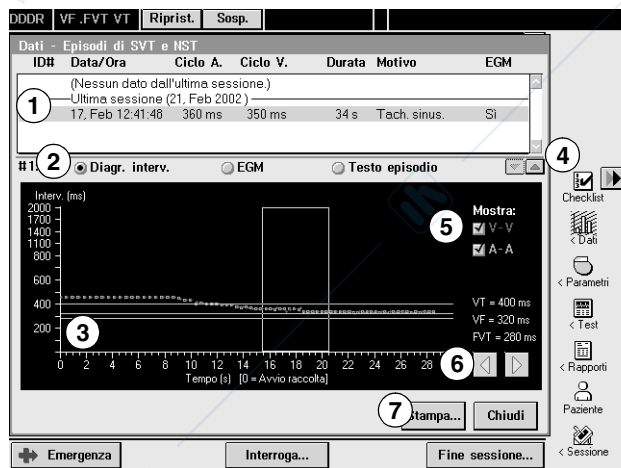 DDDR VF .FVT VT Riprist. Sosp.
Dati - Episodi di SVT e NST
ID# Data/Ora Ciclo A. Ciclo V. Durata Motivo EGM
(Nessun dato dall'ultima sessione.)
Ultima sessione (21, Feb 2002)
17, Feb 12:41:48 360 ms 350 ms 34 s Tach. sinus. Sì
1
#1. 2 Diagr. interv. EGM Testo episodio 4
Interv. (ms)
2000
1700
1400
1100
800
600
400
200
3
0 2 4 6 8 10 12 14 16 18 20 22 24 26 28
Tempo (s) [0 = Avvio raccolta]
Mostra:
5 V - V
A - A
VT = 400 ms
VF = 320 ms
FVT = 280 ms
6
7 Stampa... Chiudi
Checklist
< Dati
< Parametri
< Test
< Rapporti
Paziente
< Sessione
Emergenza Interroga... Fine sessione...